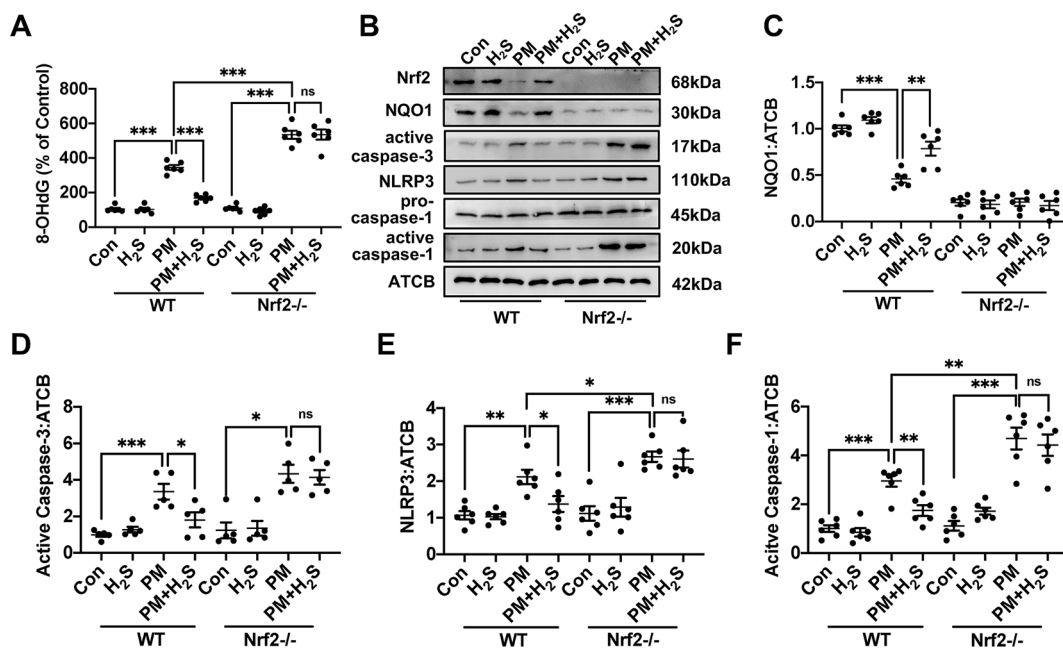 A
8-OHdG (% of Control)
800
600
400
200
0
***
***
*** ***
ns
Con H₂S PM PM+H₂S Con H₂S PM PM+H₂S
WT Nrf2-/-
B
Con H₂S PM PM+H₂S Con H₂S PM PM+H₂S
Nrf2 68kDa
NQO1 30kDa
active
caspase-3 17kDa
NLRP3 110kDa
pro-
caspase-1 45kDa
active
caspase-1 20kDa
ATCB 42kDa
WT Nrf2-/-
C
NQO1:ATCB
1.5
1.0
0.5
0.0
*** **
Con H₂S PM PM+H₂S Con H₂S PM PM+H₂S
WT Nrf2-/-
D
Active Caspase-3:ATCB
8
6
4
2
0
*** *
* ns
Con H₂S PM PM+H₂S Con H₂S PM PM+H₂S
WT Nrf2-/-
E
NLRP3:ATCB
4
3
2
1
0
*
** *
*** ns
Con H₂S PM PM+H₂S Con H₂S PM PM+H₂S
WT Nrf2-/-
F
Acitve Caspase-1:ATCB
8
6
4
2
0
**
*** ns
*** **
Con H₂S PM PM+H₂S Con H₂S PM PM+H₂S
WT Nrf2-/-